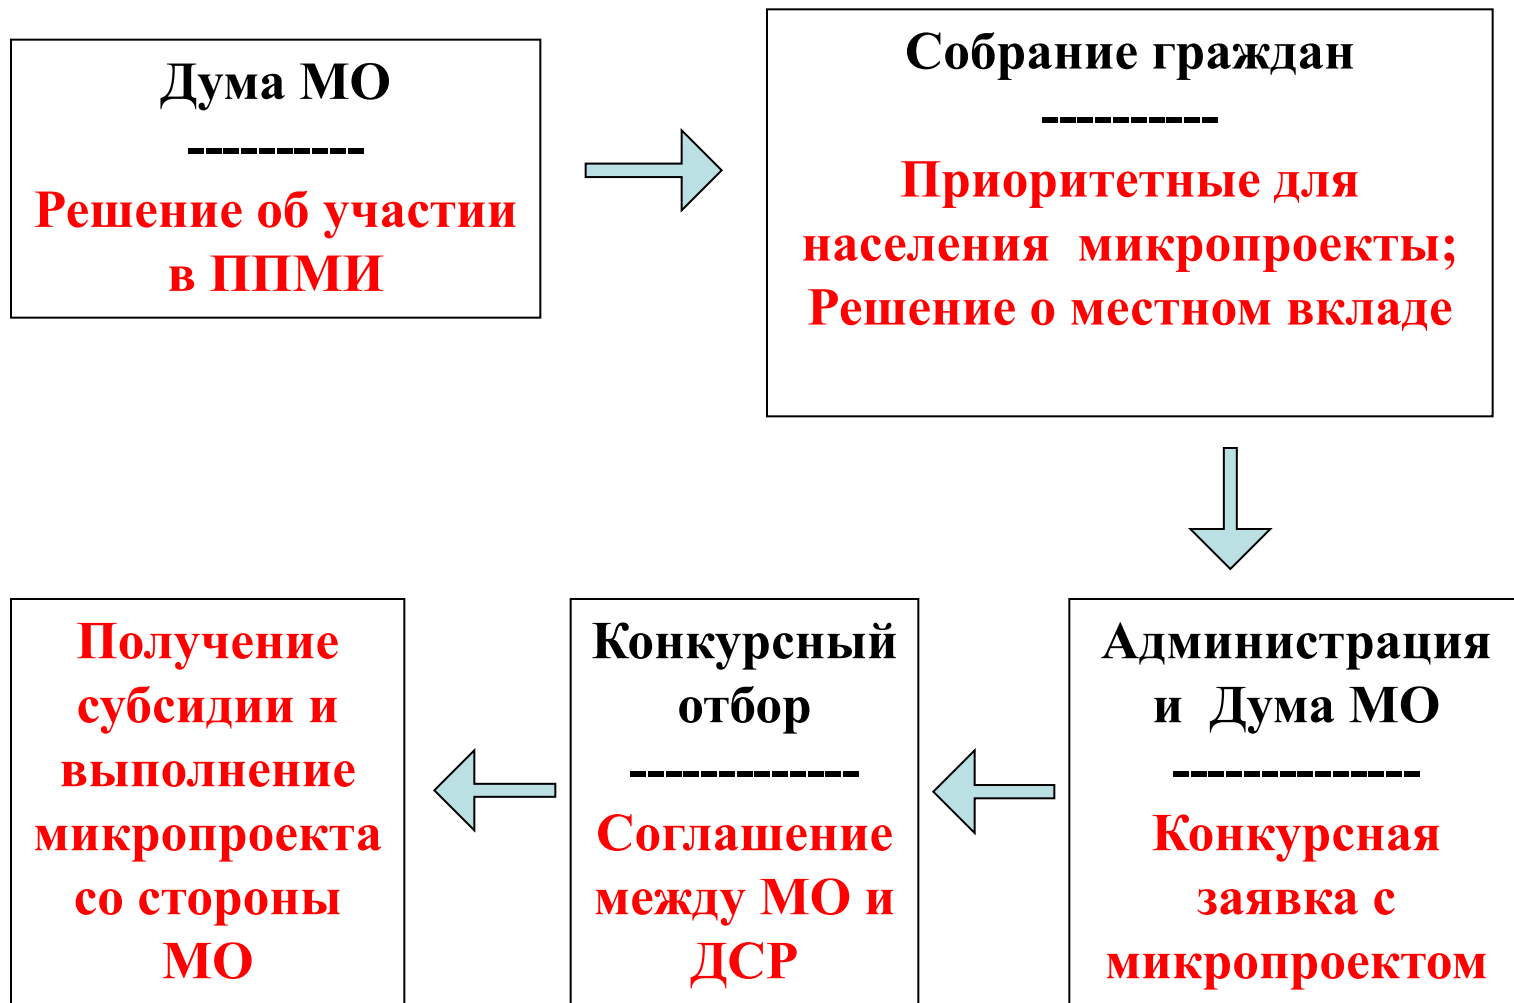 Дума МО
----------
Решение об участии
в ППМИ
Собрание граждан
----------
Приоритетные для
населения микропроекты;
Решение о местном вкладе
Администрация
и Дума МО
--------------
Конкурсная
заявка с
микропроектом
Конкурсный
отбор
-------------
Соглашение
между МО и
ДСР
Получение
субсидии и
выполнение
микропроекта
со стороны
МО